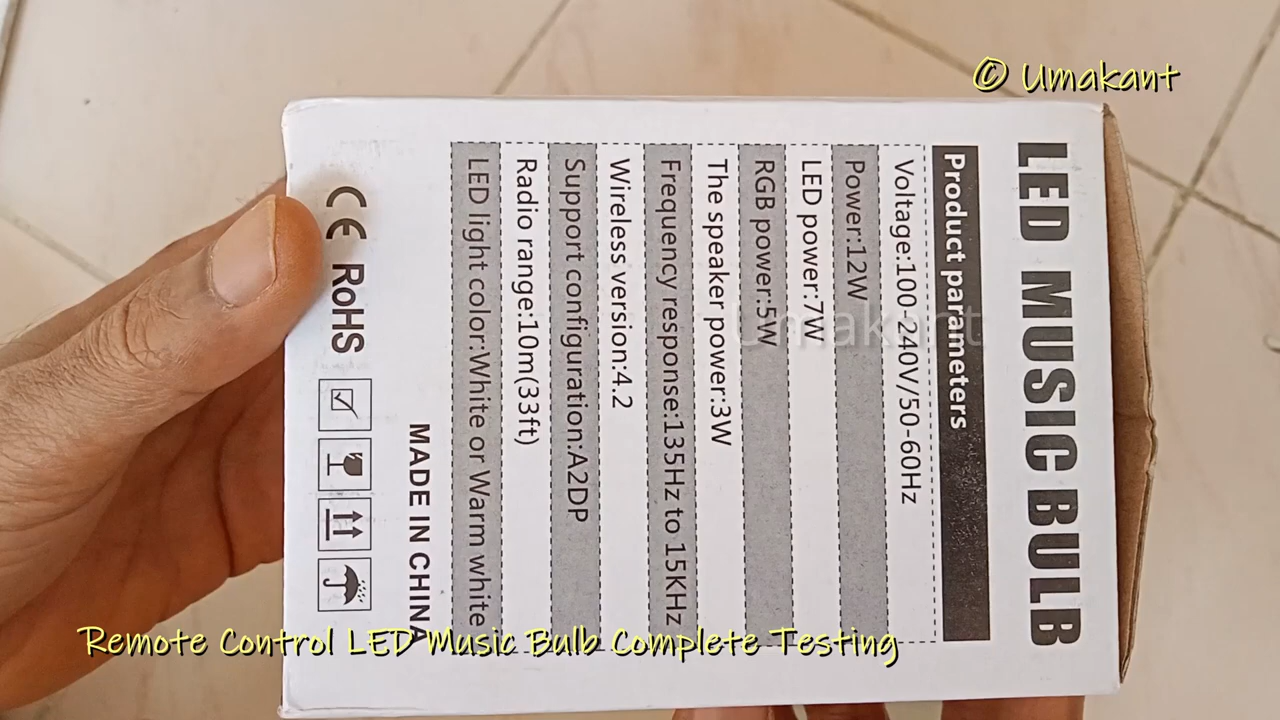 © Umakant
LED MUSIC BULB
Product parameters
Voltage:100-240V/50-60Hz
Power:12W
LED power:7W
RGB power:5W
The speaker power:3W
Frequency response:135Hz to 15KHz
Wireless version:4.2
Support configuration:A2DP
Radio range:10m(33ft)
LED light color:White or Warm white
MADE IN CHINA
CE RoHS
Umakant
Remote Control LED Music Bulb Complete Testing